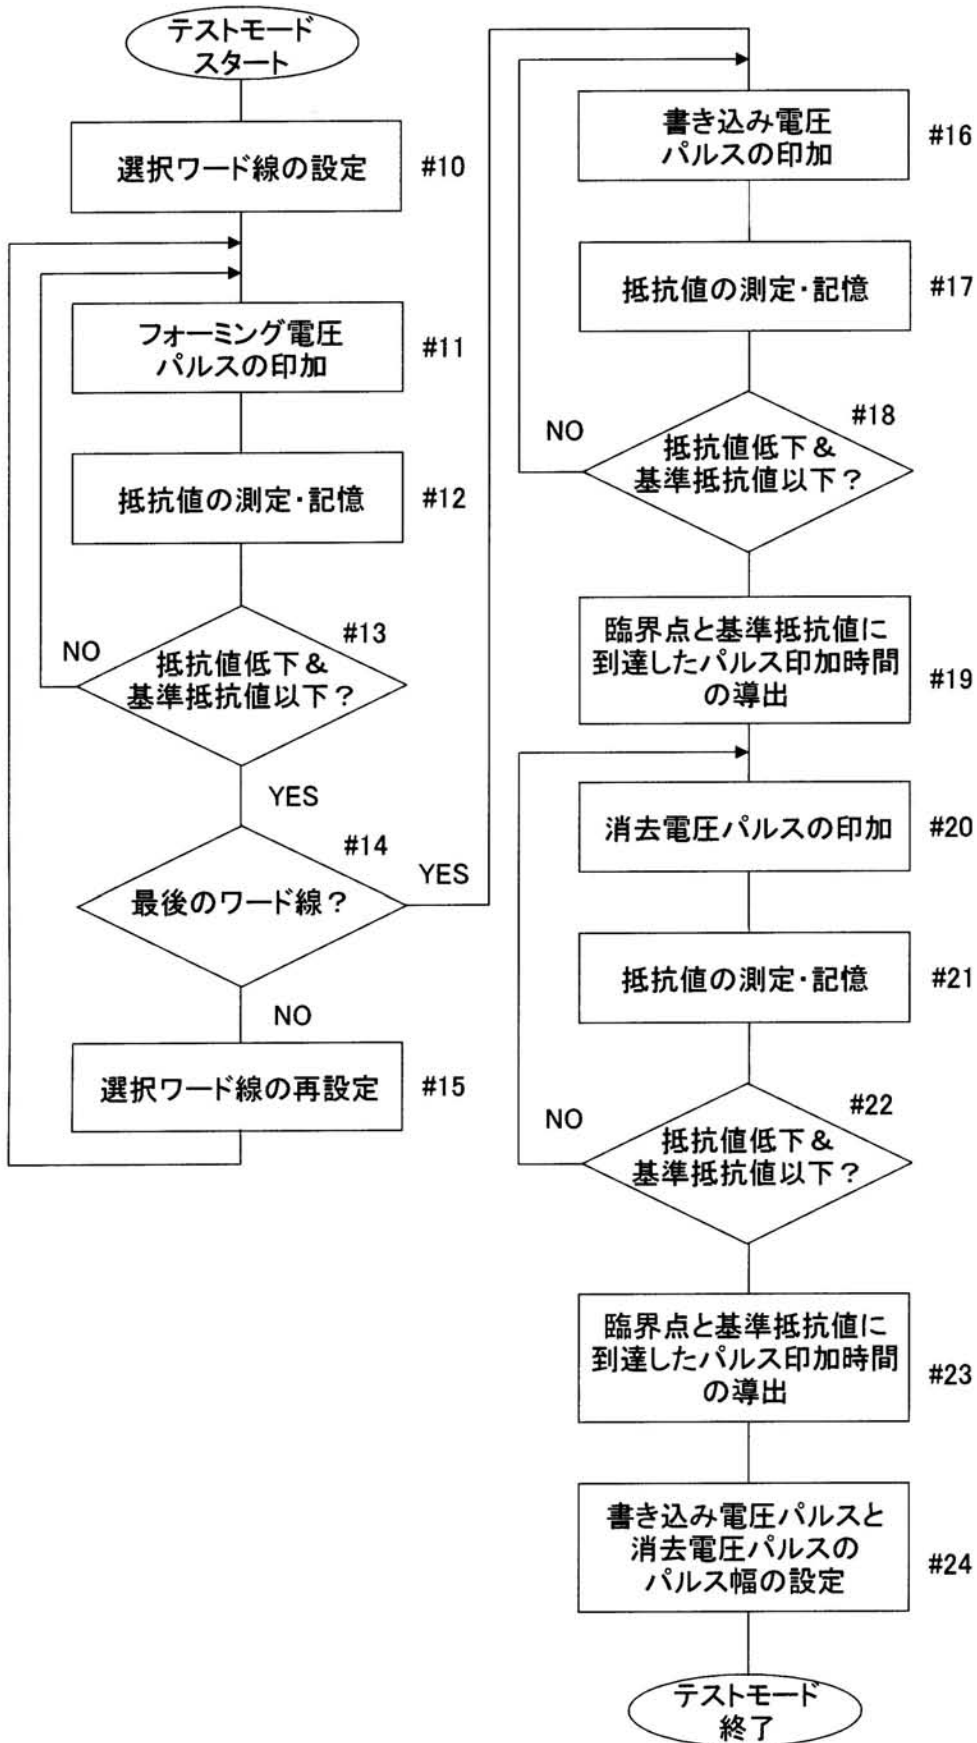 テストモード
スタート
選択ワード線の設定
#10
フォーミング電圧
パルスの印加
#11
抵抗値の測定・記憶
#12
#13
NO
抵抗値低下&
基準抵抗値以下?
YES
#14
YES
最後のワード線?
NO
選択ワード線の再設定
#15
書き込み電圧
パルスの印加
#16
抵抗値の測定・記憶
#17
#18
NO
抵抗値低下&
基準抵抗値以下?
臨界点と基準抵抗値に
到達したパルス印加時間
の導出
#19
消去電圧パルスの印加
#20
抵抗値の測定・記憶
#21
#22
NO
抵抗値低下&
基準抵抗値以下?
臨界点と基準抵抗値に
到達したパルス印加時間
の導出
#23
書き込み電圧パルスと
消去電圧パルスの
パルス幅の設定
#24
テストモード
終了